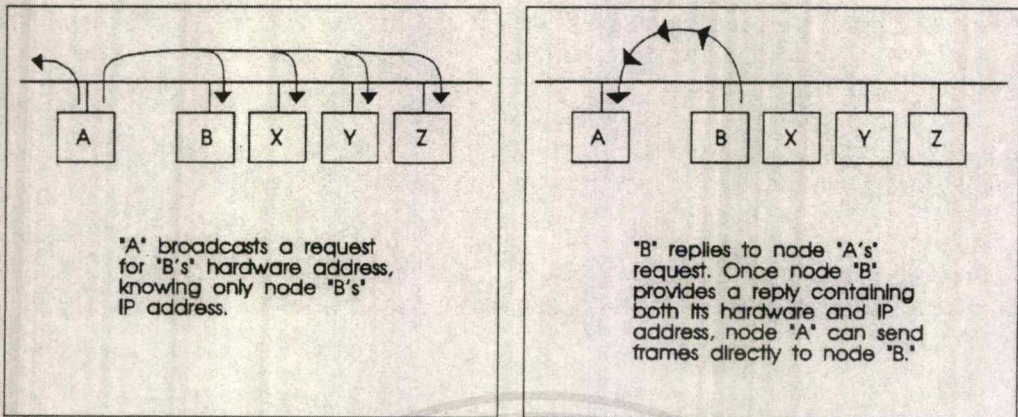 A B X Y Z
"A" broadcasts a request
for "B's" hardware address,
knowing only node "B's"
IP address.
A B X Y Z
"B" replies to node "A's"
request. Once node "B"
provides a reply containing
both its hardware and IP
address, node "A" can send
frames directly to node "B."